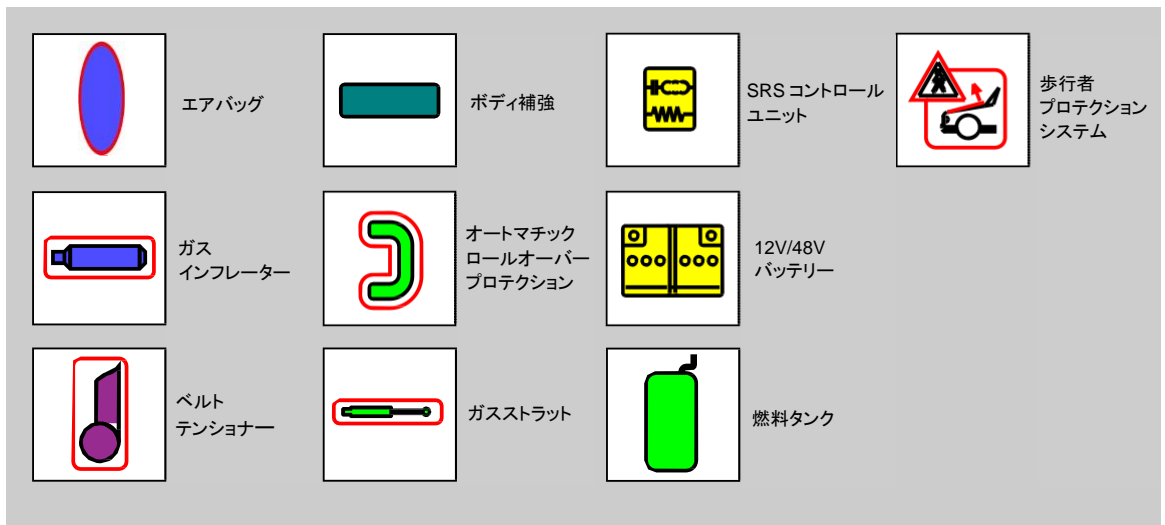 エアバッグ
ボディ補強
SRSコントロール
ユニット
歩行者
プロテクション
システム
ガス
インフレーター
オートマチック
ロールオーバー
プロテクション
12V/48V
バッテリー
ベルト
テンショナー
ガスストラット
燃料タンク